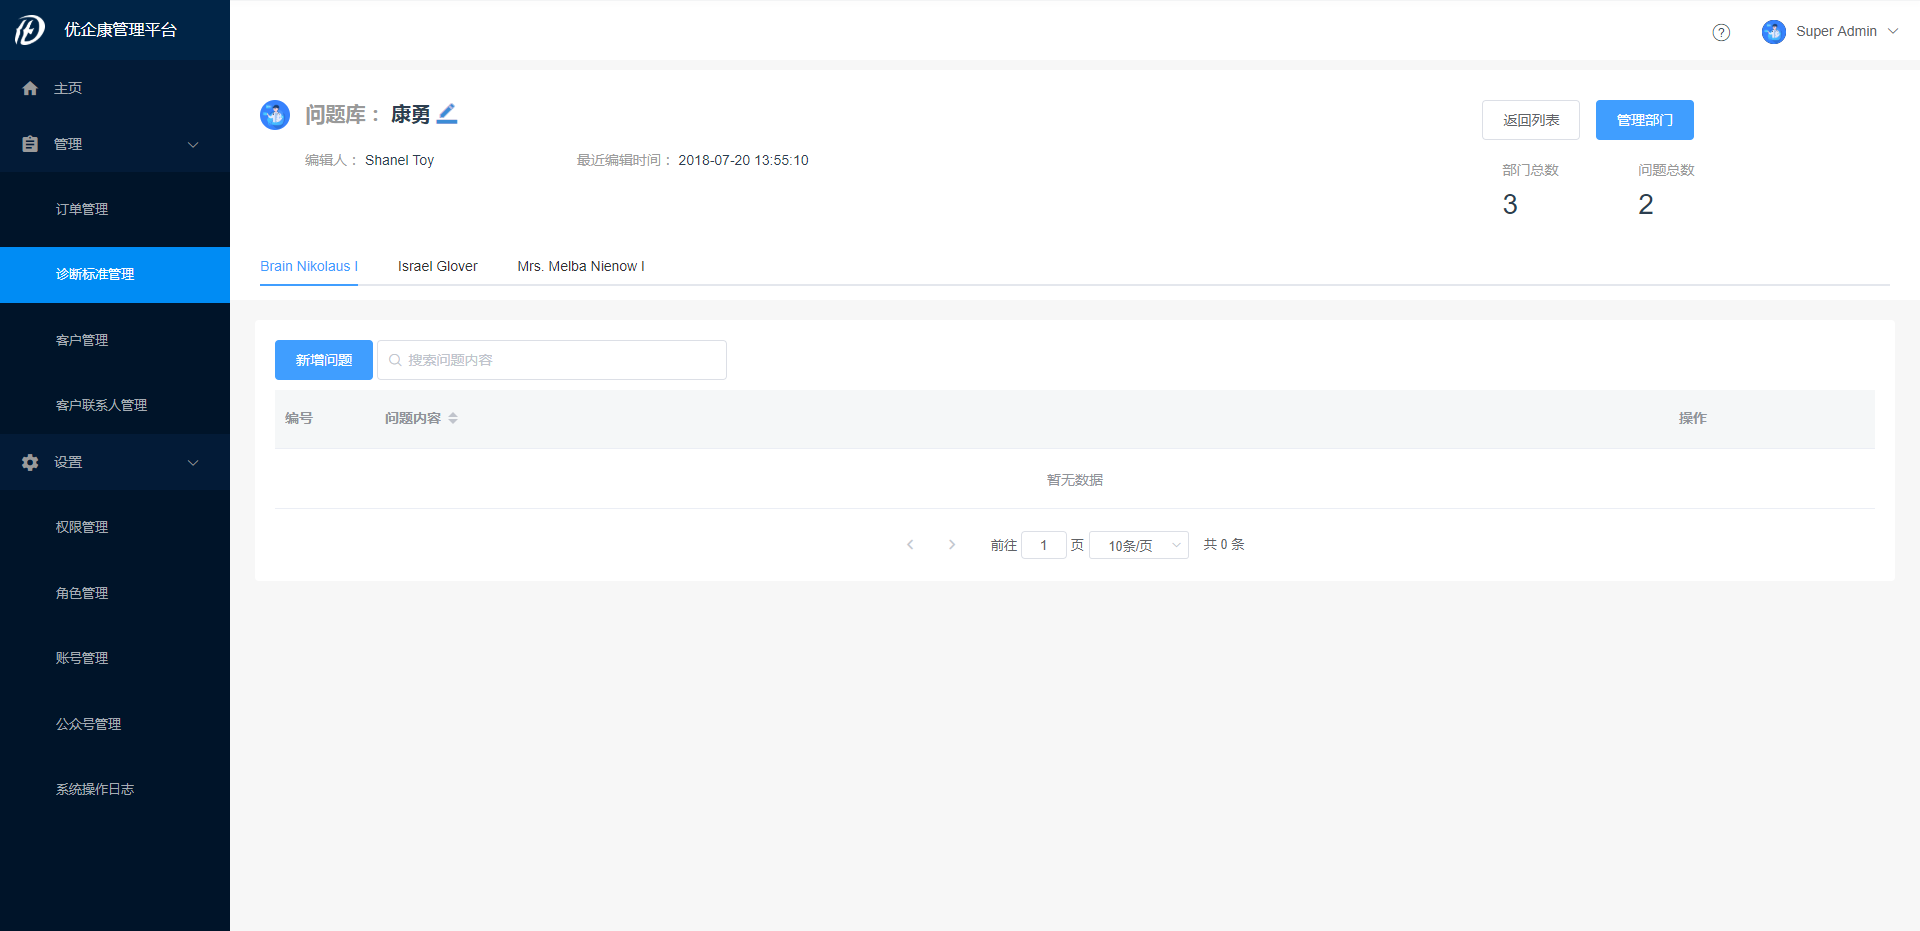 优企康管理平台
Super Admin
主页
管理
订单管理
诊断标准管理
客户管理
客户联系人管理
设置
权限管理
角色管理
账号管理
公众号管理
系统操作日志
问题库： 康勇
返回列表 管理部门
编辑人： Shanel Toy 最近编辑时间： 2018-07-20 13:55:10
部门总数 问题总数
3 2
Brain Nikolaus I Israel Glover Mrs. Melba Nienow I
新增问题 搜索问题内容
编号 问题内容 操作
暂无数据
前往 1 页 10条/页 共 0 条